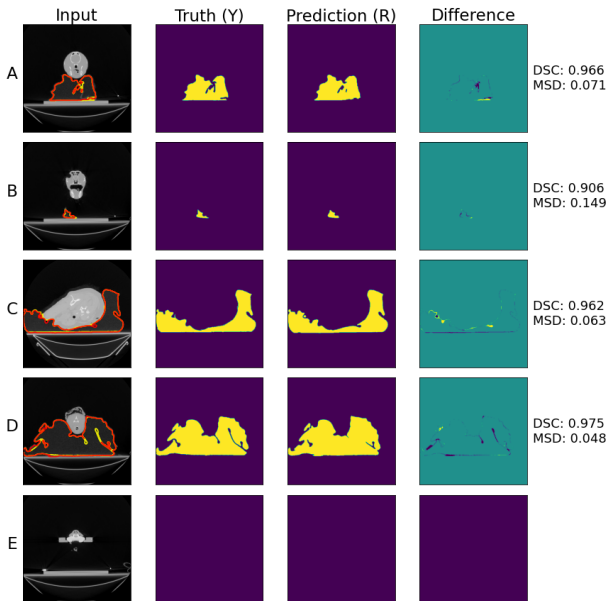 Input Truth (Y) Prediction (R) Difference
A
DSC: 0.966
MSD: 0.071
B
DSC: 0.906
MSD: 0.149
C
DSC: 0.962
MSD: 0.063
D
DSC: 0.975
MSD: 0.048
E